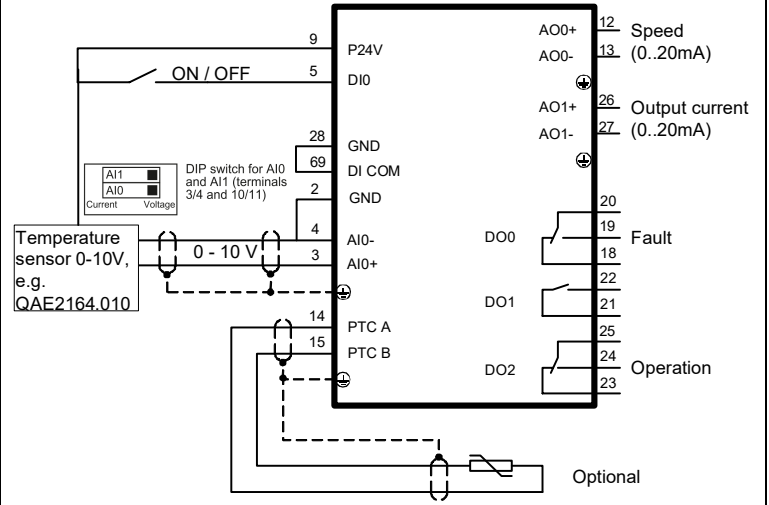 12
AO0+
Speed
9
P24V
AO0-
13
(0..20mA)
ON / OFF
5
DI0
AO1+
26
Output current
AO1-
27
(0..20mA)
28
GND
69
DI COM
2
GND
AI1
AI0
Current
Voltage
DIP switch for AI0
and AI1 (terminals
3/4 and 10/11)
20
DO0
19
Fault
18
Temperature
sensor 0-10V,
e.g.
QAE2164.010
0 - 10 V
4
AI0-
3
AI0+
22
DO1
21
14
PTC A
15
PTC B
25
DO2
24
Operation
23
Optional